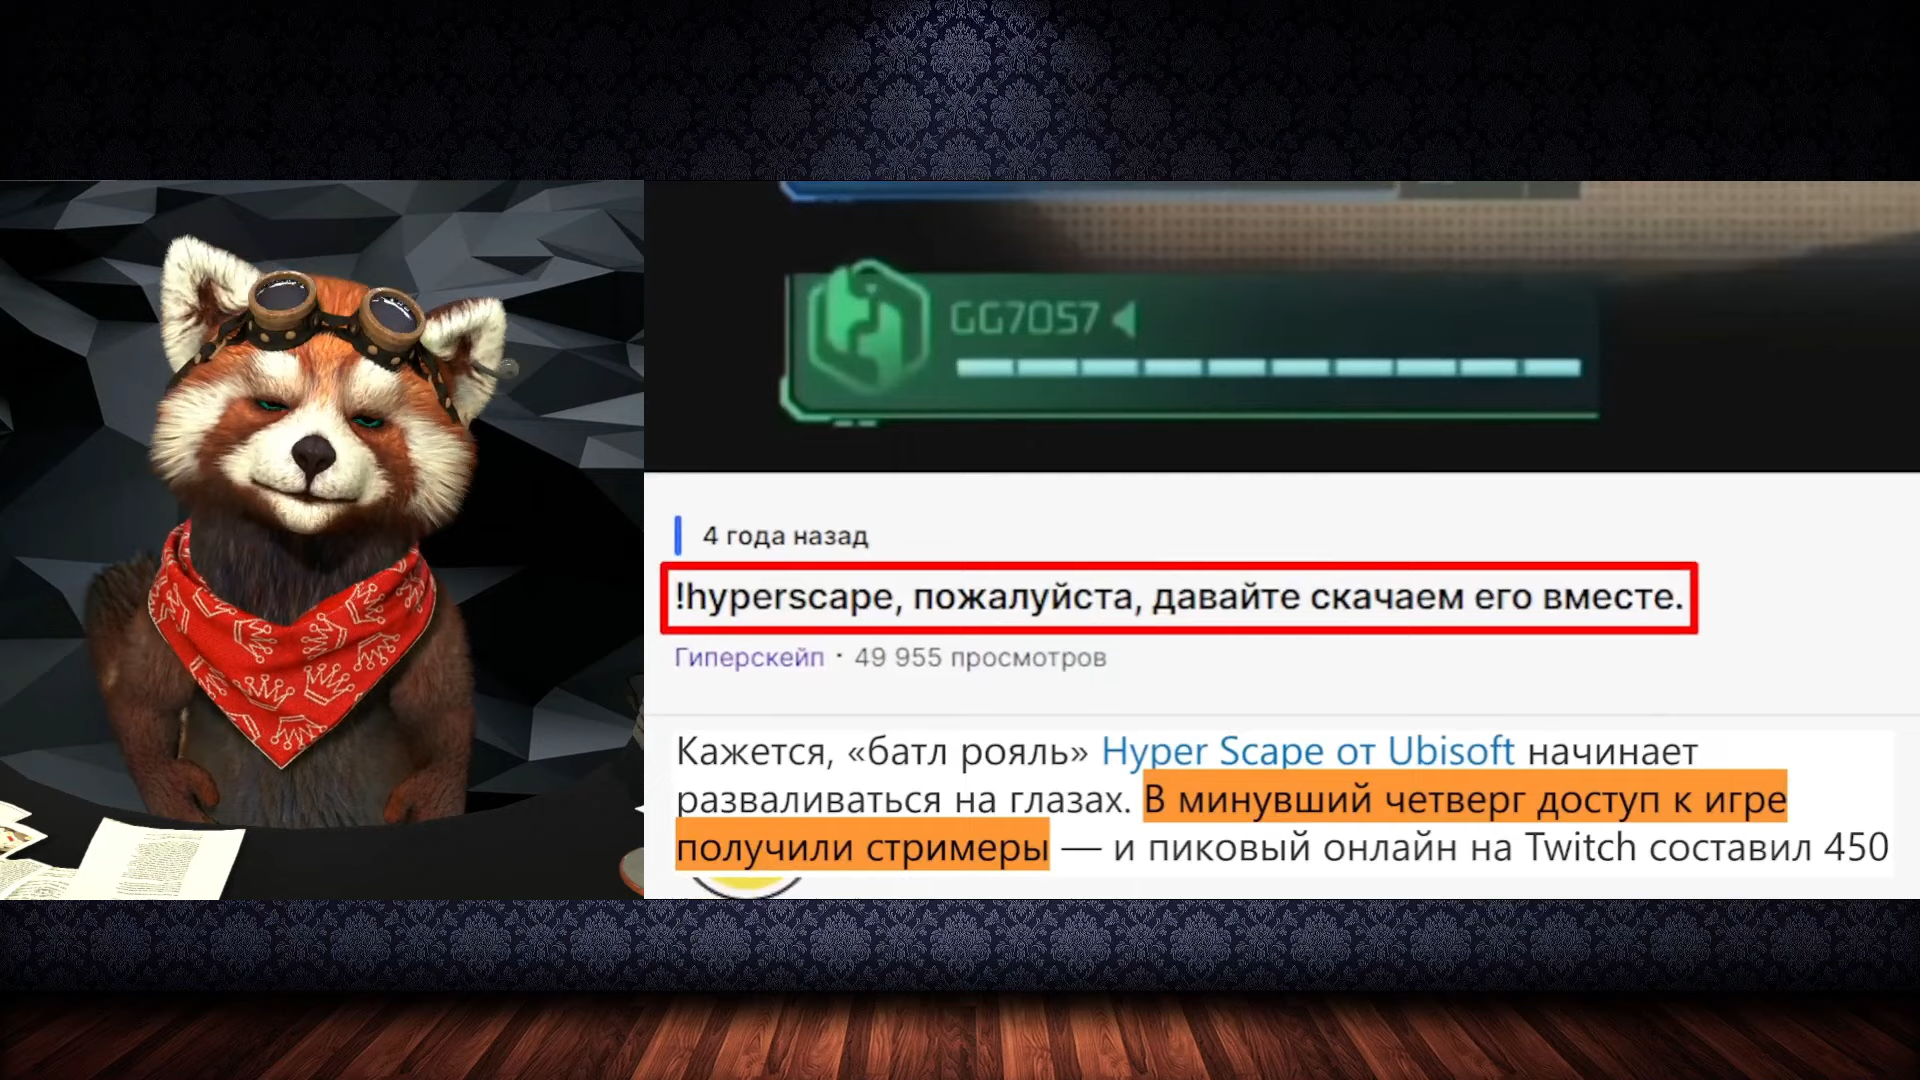 GG7057
4 года назад
!hyperscape, пожалуйста, давайте скачаем его вместе.
Гиперскейп · 49 955 просмотров
Кажется, «батл рояль» Hyper Scape от Ubisoft начинает
разваливаться на глазах. В минувший четверг доступ к игре
получили стримеры — и пиковый онлайн на Twitch составил 450